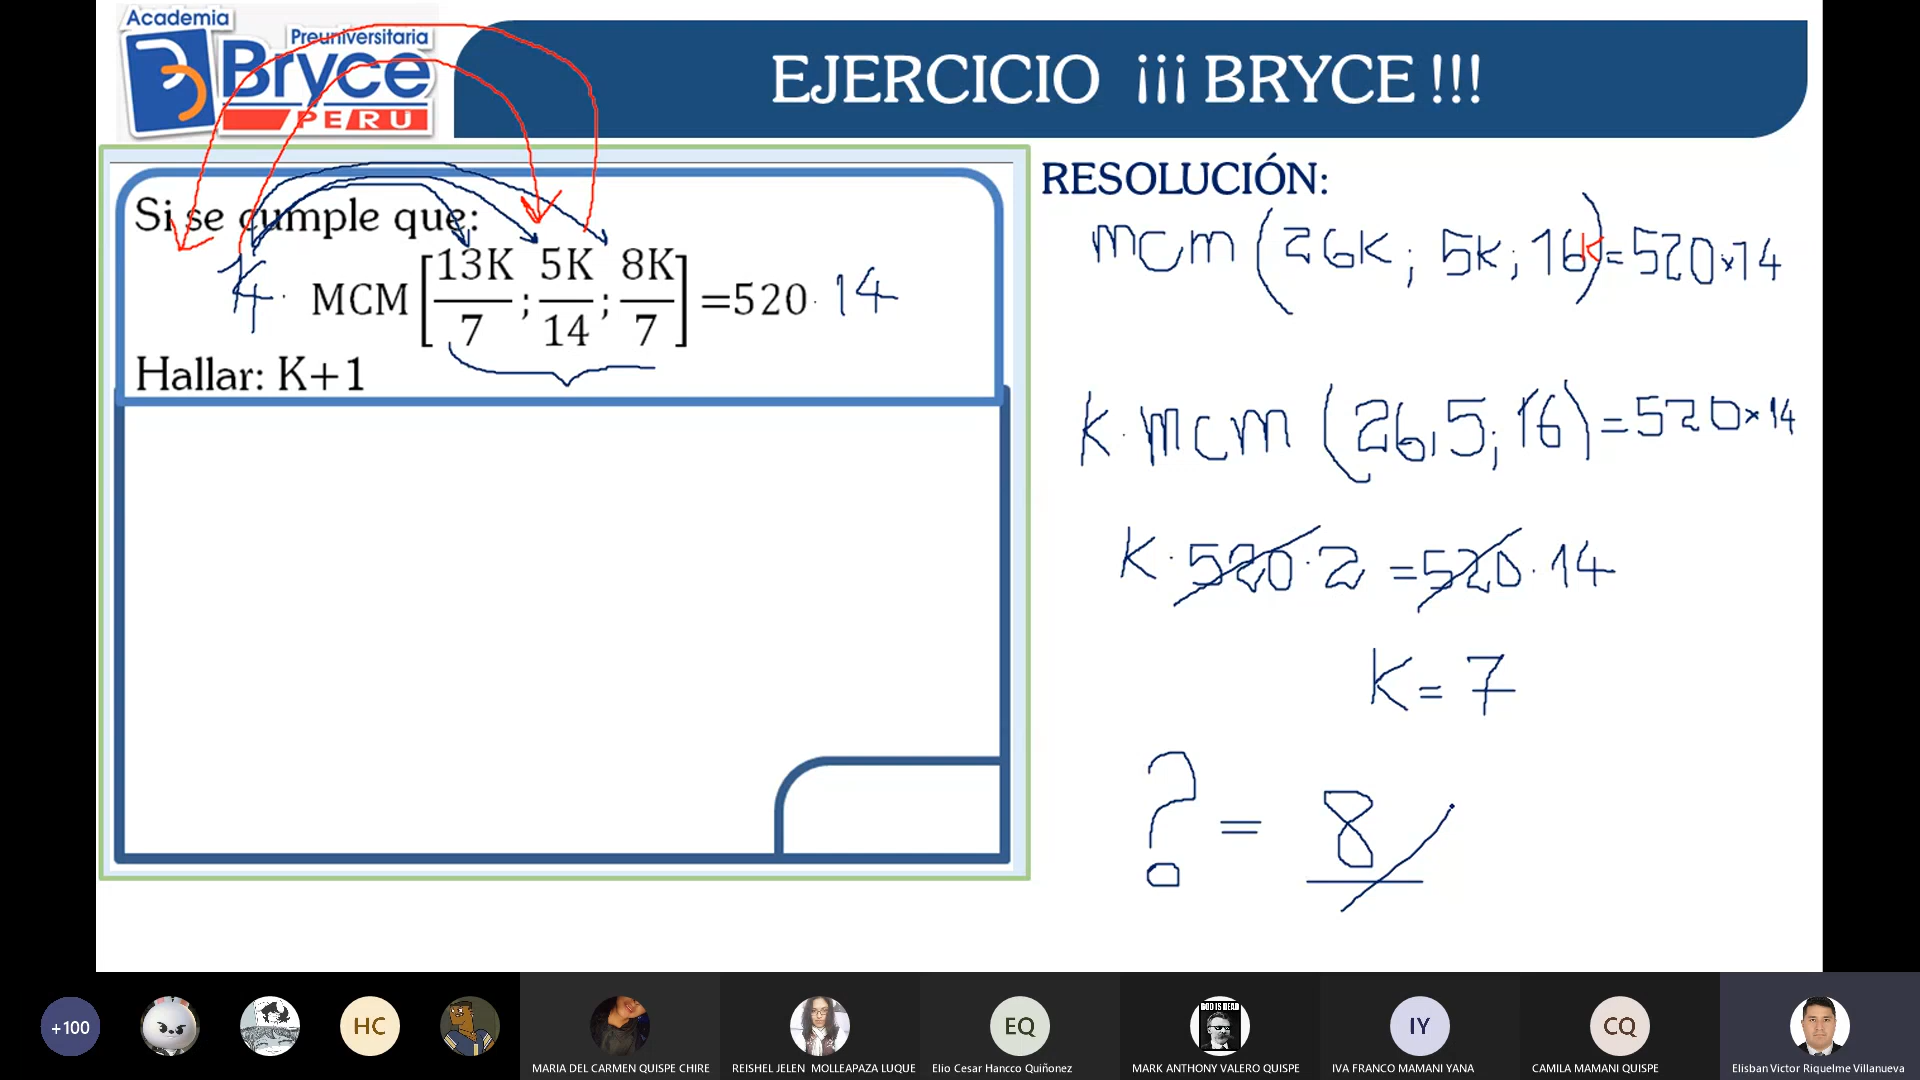 Academia
Preuniversitaria
Bryce
PERU
EJERCICIO ¡¡¡ BRYCE !!!
Si se cumple que:
14 · MCM [13K/7 ; 5K/14 ; 8K/7] =520 · 14
Hallar: K+1
RESOLUCIÓN:
mcm (26K ; 5K ; 16K) = 520×14
K · mcm (26, 5; 16) = 520×14
K · 520 · 2 = 520 · 14
K = 7
? = 8
+100
HC
EQ
GOD IS DEAD
IY
CQ
MARIA DEL CARMEN QUISPE CHIRE
REISHEL JELEN MOLLEAPAZA LUQUE
Elio Cesar Hancco Quiñonez
MARK ANTHONY VALERO QUISPE
IVA FRANCO MAMANI YANA
CAMILA MAMANI QUISPE
Elisban Victor Riquelme Villanueva